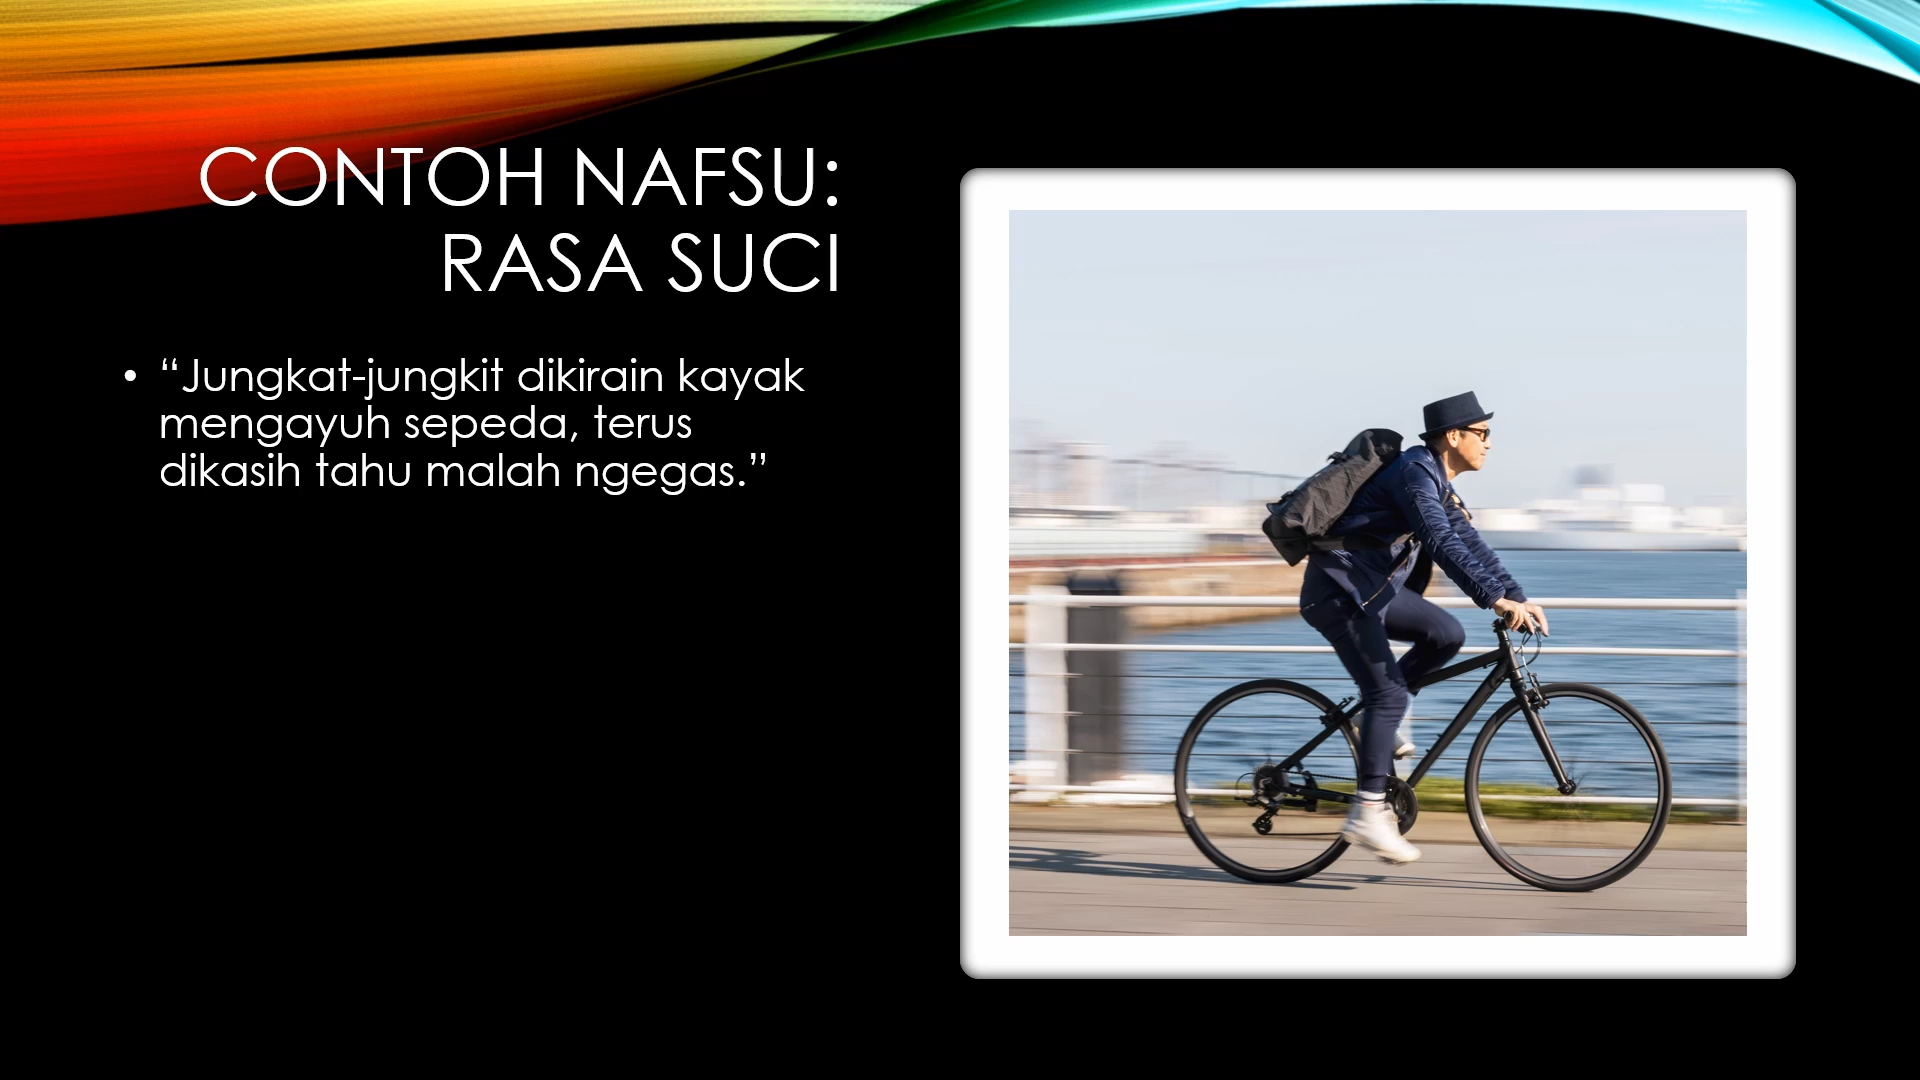 CONTOH NAFSU:
RASA SUCI
• “Jungkat-jungkit dikirain kayak
mengayuh sepeda, terus
dikasih tahu malah ngegas.”